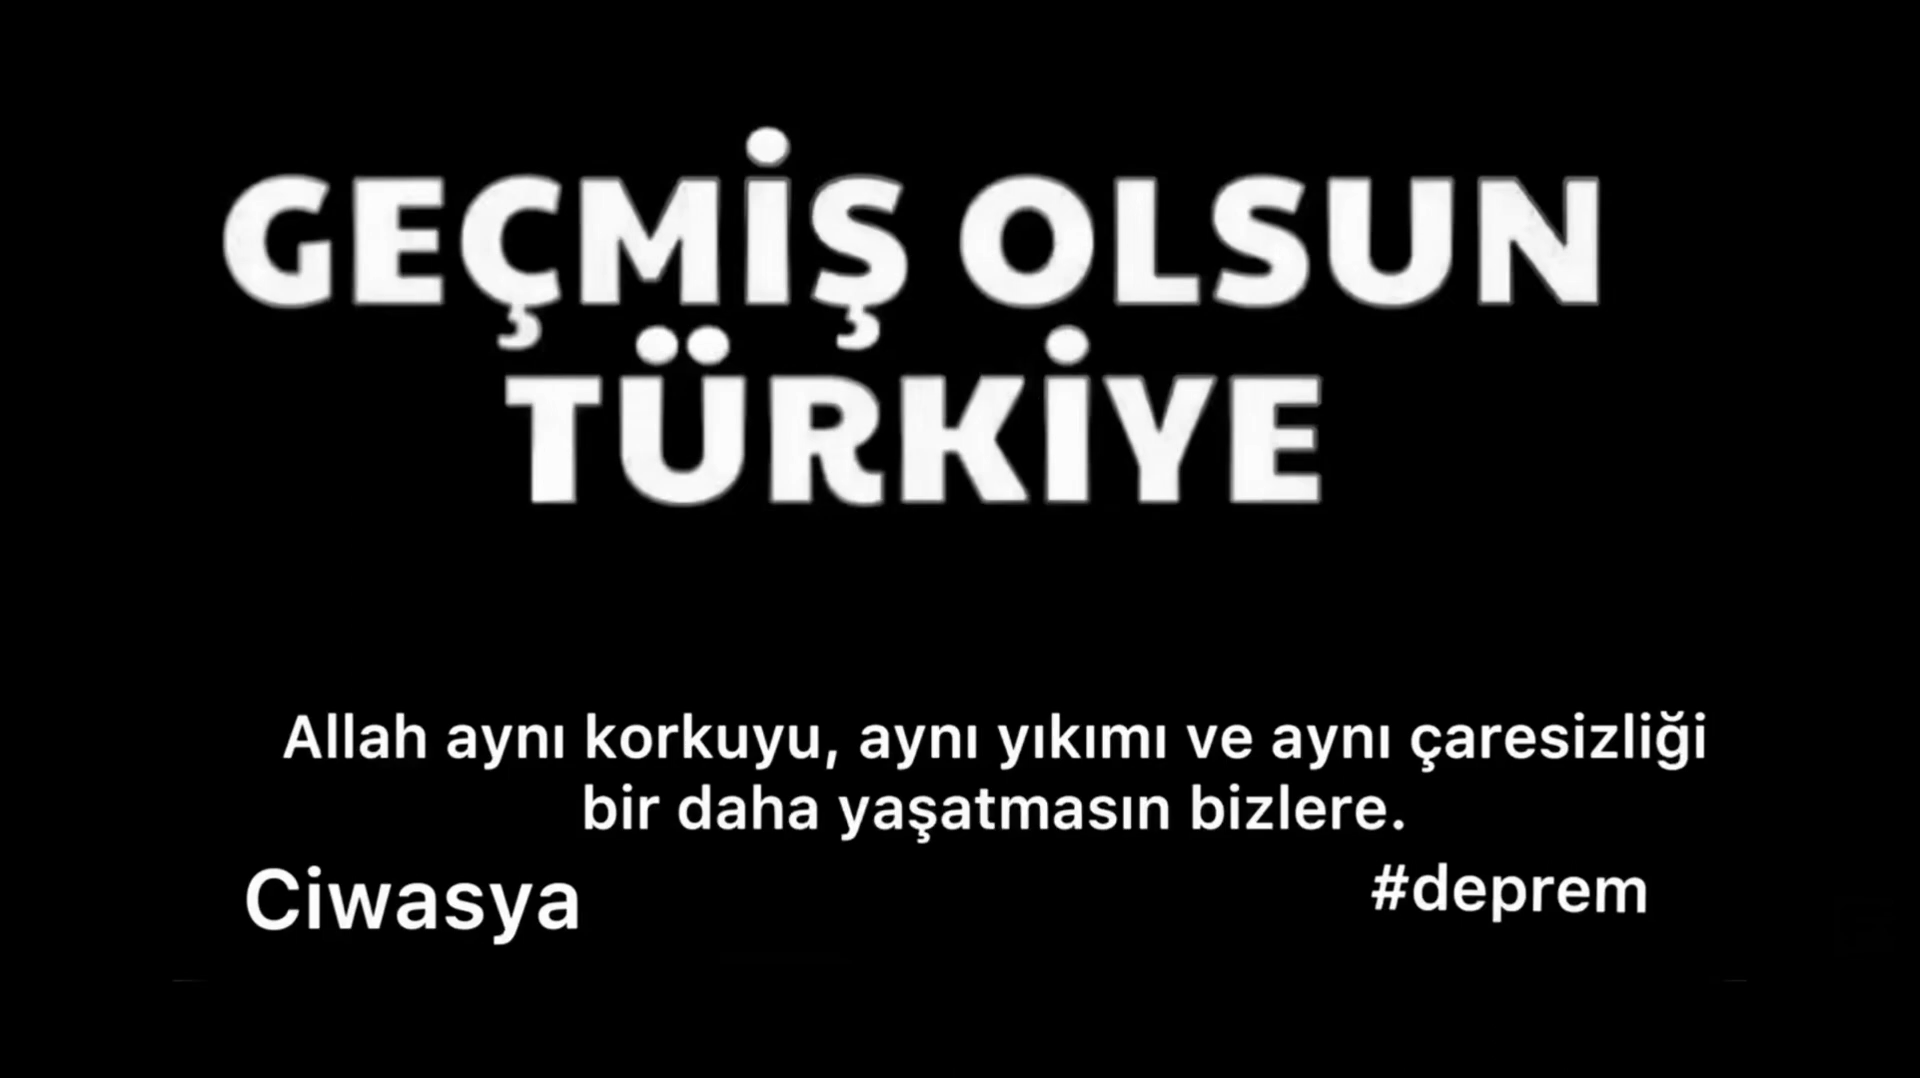 GEÇMİŞ OLSUN
TÜRKİYE
Allah aynı korkuyu, aynı yıkımı ve aynı çaresizliği
bir daha yaşatmasın bizlere.
Ciwasya
#deprem